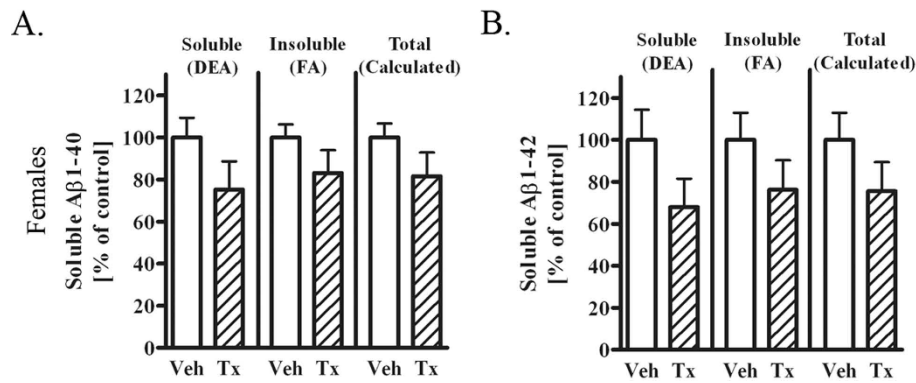 A.
Soluble
(DEA)
Insoluble
(FA)
Total
(Calculated)
Females
Soluble Aβ1-40
[% of control]
120
100
80
60
40
20
0
Veh Tx Veh Tx Veh Tx
B.
Soluble
(DEA)
Insoluble
(FA)
Total
(Calculated)
Soluble Aβ1-42
[% of control]
120
100
80
60
40
20
0
Veh Tx Veh Tx Veh Tx